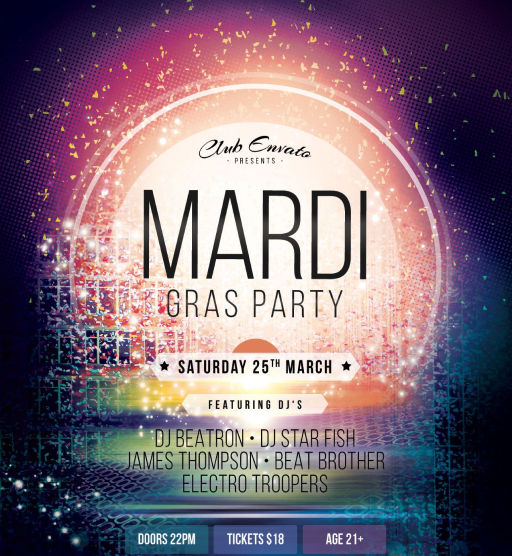 Club Envato
- PRESENTS -
MARDI
GRAS PARTY
★ SATURDAY 25TH MARCH ★
FEATURING DJ'S
DJ BEATRON • DJ STAR FISH
JAMES THOMPSON • BEAT BROTHER
ELECTRO TROOPERS
DOORS 22PM TICKETS $18 AGE 21+